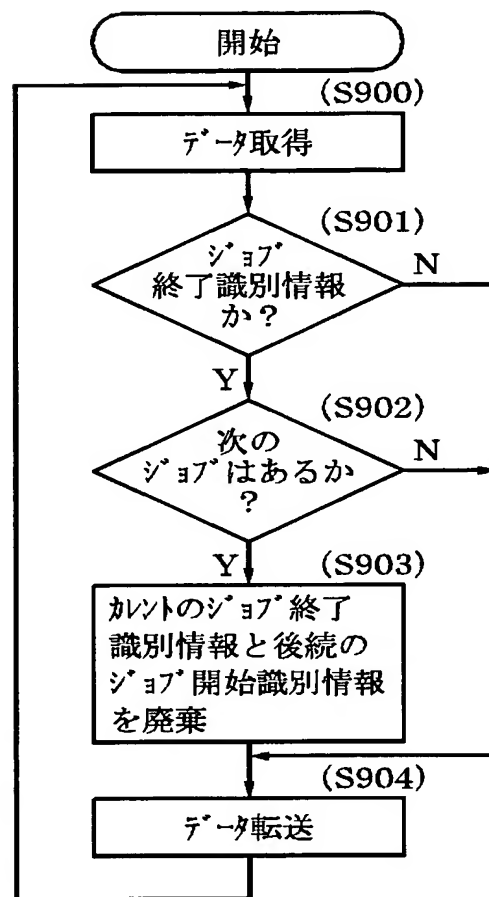 開始
(S900)
ﾃﾞｰﾀ取得
(S901)
ｼﾞｮﾌﾞ
終了識別情報
か？
N
Y
(S902)
次の
ｼﾞｮﾌﾞはあるか
？
N
Y
(S903)
ｶﾚﾝﾄのｼﾞｮﾌﾞ終了
識別情報と後続の
ｼﾞｮﾌﾞ開始識別情報
を廃棄
(S904)
ﾃﾞｰﾀ転送